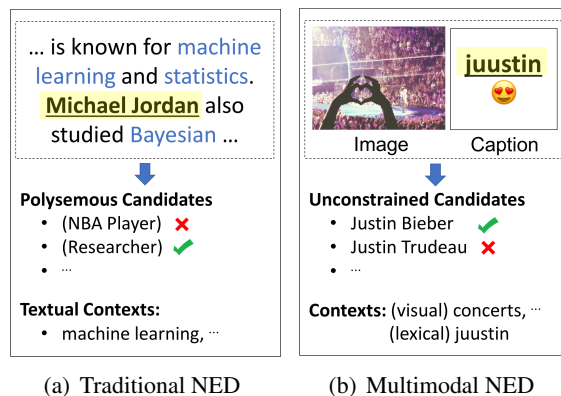 ... is known for machine
learning and statistics.
Michael Jordan also
studied Bayesian ...
Polysemous Candidates
• (NBA Player)
• (Researcher)
• ...
Textual Contexts:
• machine learning, ...
(a) Traditional NED
juustin
Image
Caption
Unconstrained Candidates
• Justin Bieber
• Justin Trudeau
• ...
Contexts: (visual) concerts, ...
(lexical) juustin
(b) Multimodal NED